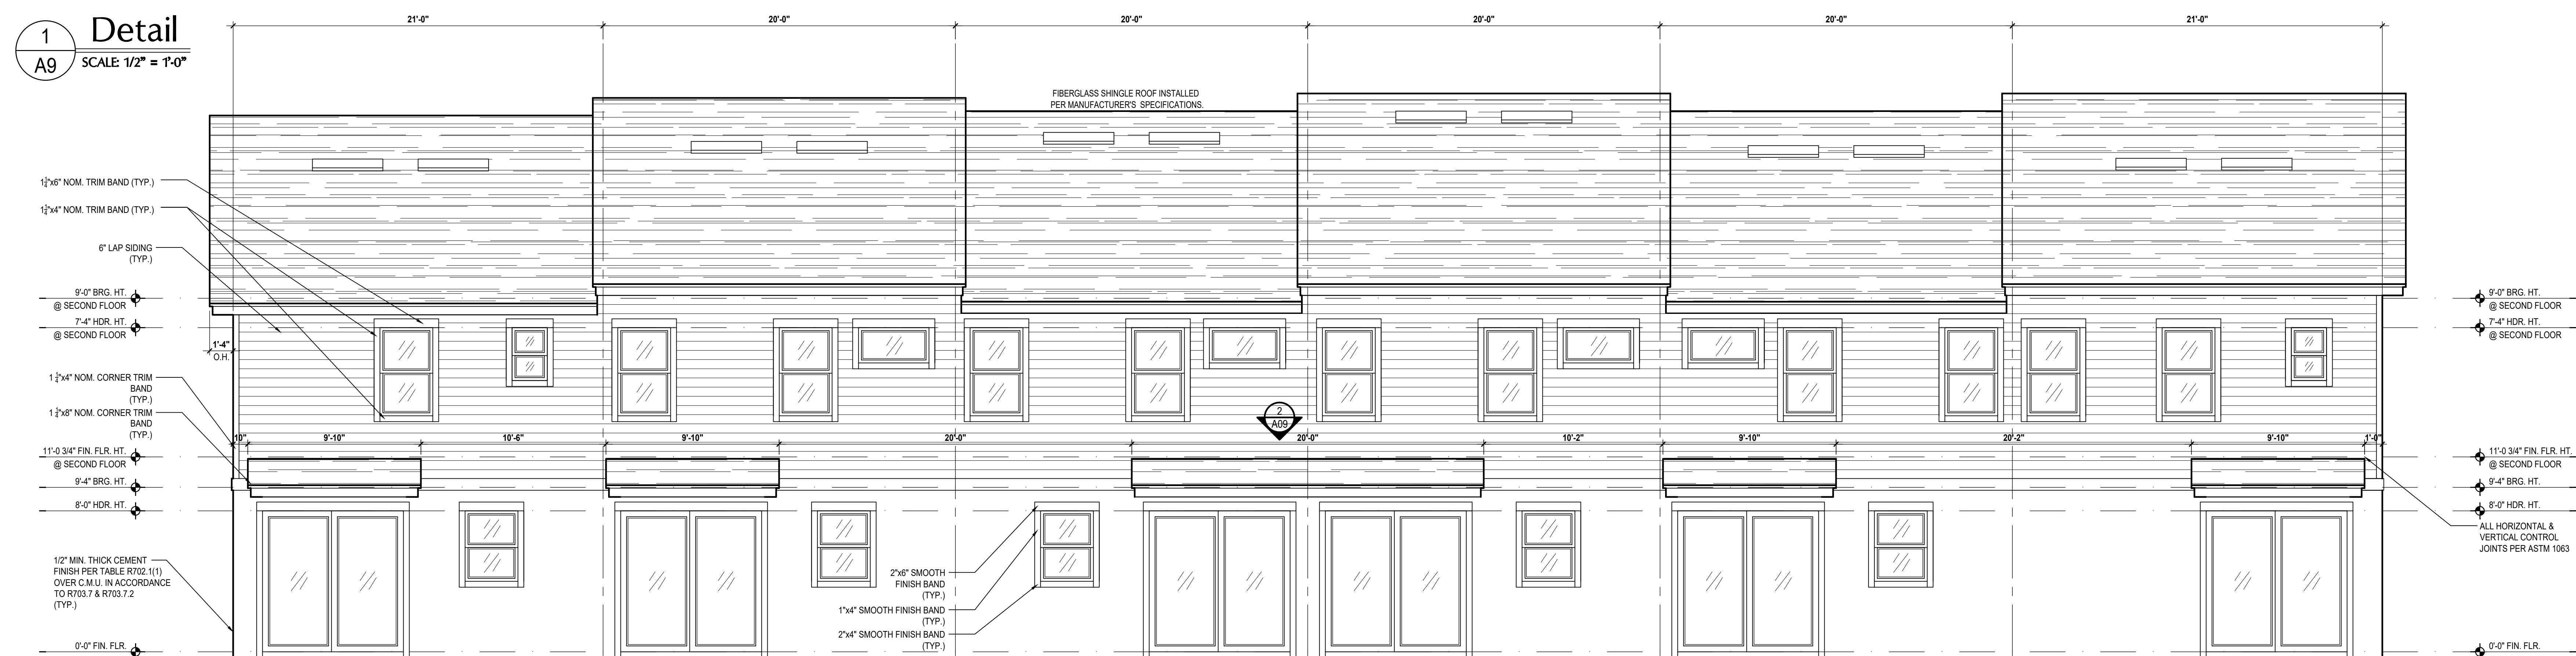 1
A9
Detail
SCALE: 1/2" = 1'-0"
21'-0"
20'-0"
20'-0"
20'-0"
20'-0"
21'-0"
FIBERGLASS SHINGLE ROOF INSTALLED
PER MANUFACTURER'S SPECIFICATIONS.
1¼"x6" NOM. TRIM BAND (TYP.)
1¼"x4" NOM. TRIM BAND (TYP.)
6" LAP SIDING
(TYP.)
9'-0" BRG. HT.
@ SECOND FLOOR
7'-4" HDR. HT.
@ SECOND FLOOR
1'-4"
O.H.
1 ¼"x4" NOM. CORNER TRIM
BAND
(TYP.)
1 ¼"x8" NOM. CORNER TRIM
BAND
(TYP.)
11'-0 3/4" FIN. FLR. HT.
@ SECOND FLOOR
9'-4" BRG. HT.
8'-0" HDR. HT.
1/2" MIN. THICK CEMENT
FINISH PER TABLE R702.1(1)
OVER C.M.U. IN ACCORDANCE
TO R703.7 & R703.7.2
(TYP.)
0'-0" FIN. FLR.
10"
9'-10"
10'-6"
9'-10"
20'-0"
20'-0"
10'-2"
9'-10"
20'-2"
9'-10"
1'-0"
2
A09
2"x6" SMOOTH
FINISH BAND
(TYP.)
1"x4" SMOOTH FINISH BAND
(TYP.)
2"x4" SMOOTH FINISH BAND
(TYP.)
9'-0" BRG. HT.
@ SECOND FLOOR
7'-4" HDR. HT.
@ SECOND FLOOR
11'-0 3/4" FIN. FLR. HT.
@ SECOND FLOOR
9'-4" BRG. HT.
8'-0" HDR. HT.
ALL HORIZONTAL &
VERTICAL CONTROL
JOINTS PER ASTM 1063
0'-0" FIN. FLR.